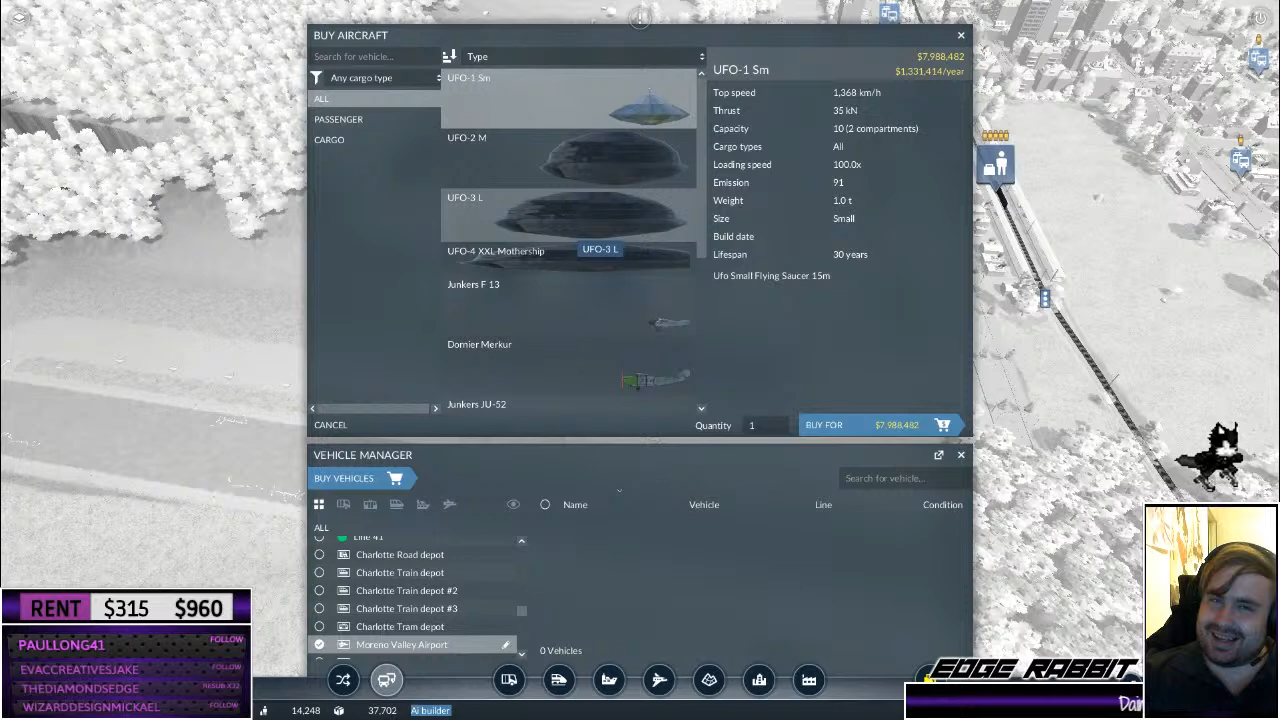 BUY AIRCRAFT
Search for vehicle...
Type
Any cargo type
ALL
PASSENGER
CARGO
UFO-1 Sm
UFO-2 M
UFO-3 L
UFO-4 XXL Mothership
UFO-3 L
Junkers F 13
Dornier Merkur
Junkers JU-52
$7,988,482
UFO-1 Sm
$1,331,414/year
Top speed 1,368 km/h
Thrust 35 kN
Capacity 10 (2 compartments)
Cargo types All
Loading speed 100.0x
Emission 91
Weight 1.0 t
Size Small
Build date
Lifespan 30 years
Ufo Small Flying Saucer 15m
CANCEL
Quantity 1
BUY FOR $7,988,482
VEHICLE MANAGER
BUY VEHICLES
Search for vehicle...
Name Vehicle Line Condition
ALL
Line 41
Charlotte Road depot
Charlotte Train depot
Charlotte Train depot #2
Charlotte Train depot #3
Charlotte Tram depot
Moreno Valley Airport
0 Vehicles
14,248 37,702 Ai builder
RENT $315 $960
PAULLONG41 FOLLOW
EVACCREATIVESJAKE FOLLOW
THEDIAMONDSEDGE RESUB X32
WIZARDDESIGNMICKAEL FOLLOW
EDGE RABBIT